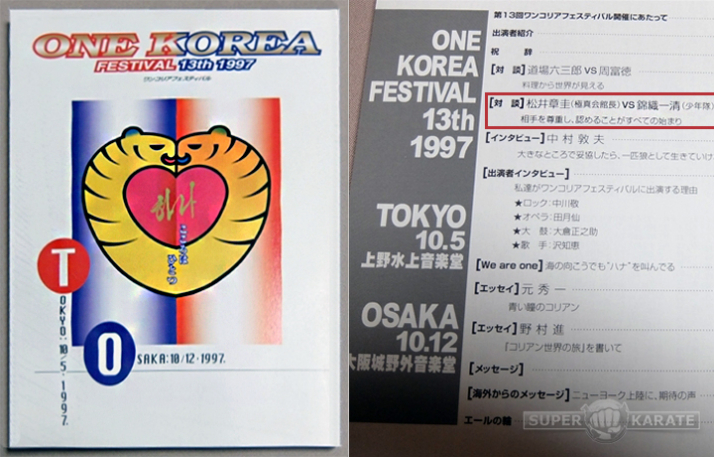 ONE KOREA
FESTIVAL 13th 1997
ワンコリアフェスティバル
하나
TOKYO:10/5・1997.
OSAKA:10/12・1997.
ONE
KOREA
FESTIVAL
13th
1997
TOKYO
10.5
上野水上音楽堂
OSAKA
10.12
大阪城野外音楽堂
第13回ワンコリアフェスティバル開催にあたって
出演者紹介
祝 辞
【対 談】道場六三郎 VS 周富徳
料理から世界が見える
【対 談】松井章圭(極真会館長) VS 錦織一清(少年隊)
相手を尊重し、認めることがすべての始まり
【インタビュー】中村敦夫
大きなところで妥協したら、一匹狼として生きていけ
【出演者インタビュー】
私達がワンコリアフェスティバルに出演する理由
★ロック:中川敬
★オペラ:田月仙
★太 鼓:大倉正之助
★歌 手:沢知恵
【We are one】海の向こうでも"ハナ"を叫んでる
【エッセイ】元 秀 一
青い瞳のコリアン
【エッセイ】野 村 進
「コリアン世界の旅」を書いて
【メッセージ】
【海外からのメッセージ】ニューヨーク上陸に、期待の声
エールの輪
SUPER KARATE